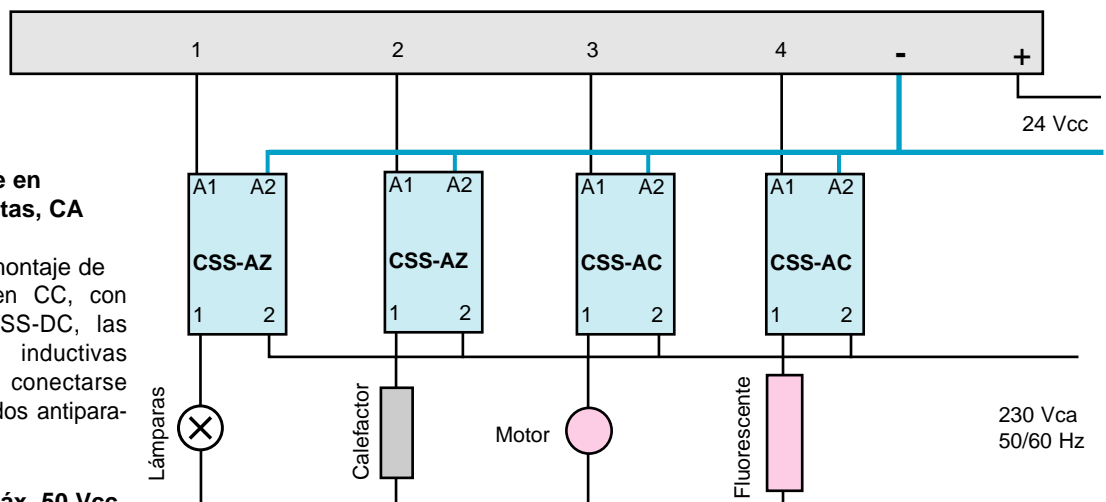 1 2 3 4 - +
24 Vcc
A1 A2 A1 A2 A1 A2 A1 A2
CSS-AZ CSS-AZ CSS-AC CSS-AC
1 2 1 2 1 2 1 2
Lámparas
Calefactor
Motor
Fluorescente
230 Vca
50/60 Hz
en
tas, CA
montaje de
en CC, con
SS-DC, las
inductivas
conectarse
dos antipara-
50 Vcc